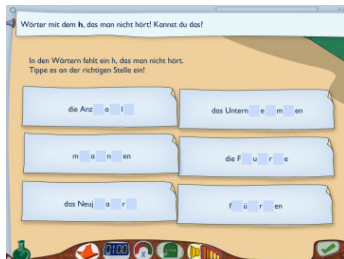 Wörter mit dem h, das man nicht hört! Kannst du das?
In den Wörtern fehlt ein h, das man nicht hört.
Tippe es an der richtigen Stelle ein!
die Anz a l
das Untern e m en
m a n en
die F u r e
das Neuj a r
f ü r en